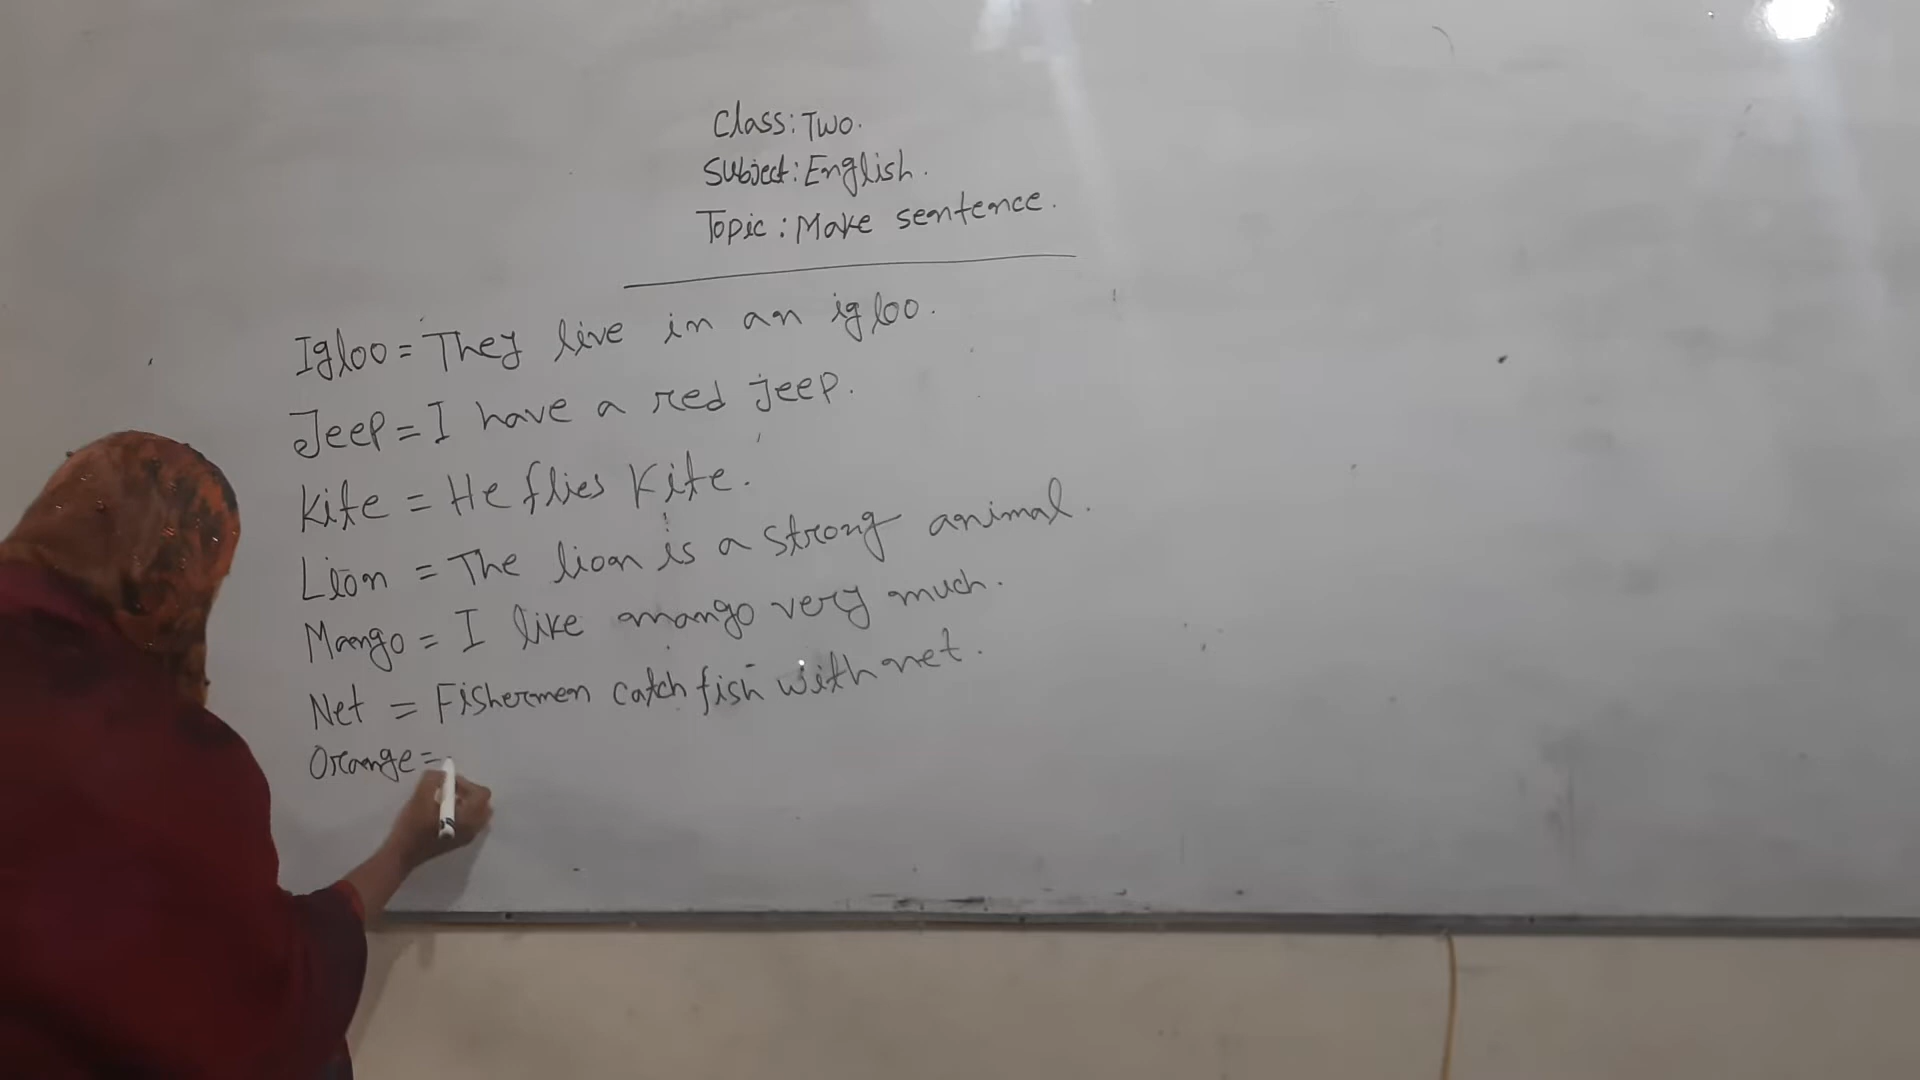 Class: Two.
Subject: English.
Topic: Make sentence.
Igloo = They live in an igloo.
Jeep = I have a red jeep.
Kite = He flies kite.
Lion = The lion is a strong animal.
Mango = I like mango very much.
Net = Fishermen catch fish with net.
Orange =